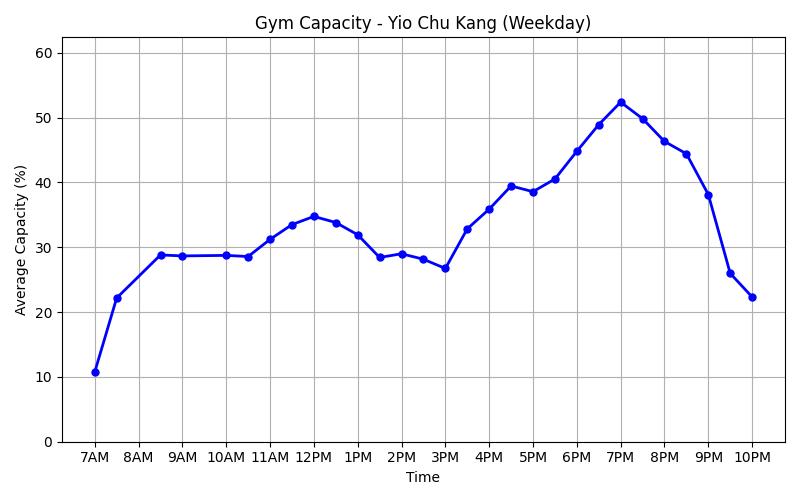 Gym Capacity - Yio Chu Kang (Weekday)
60
50
40
30
20
10
0
Average Capacity (%)
7AM 8AM 9AM 10AM 11AM 12PM 1PM 2PM 3PM 4PM 5PM 6PM 7PM 8PM 9PM 10PM
Time